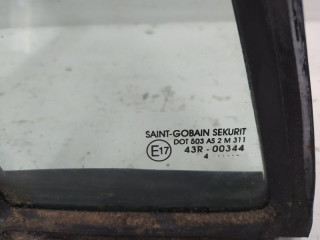 SAINT-GOBAIN SEKURIT
DOT 503 AS 2 M 311
E17 43R - 00344
4 ·····